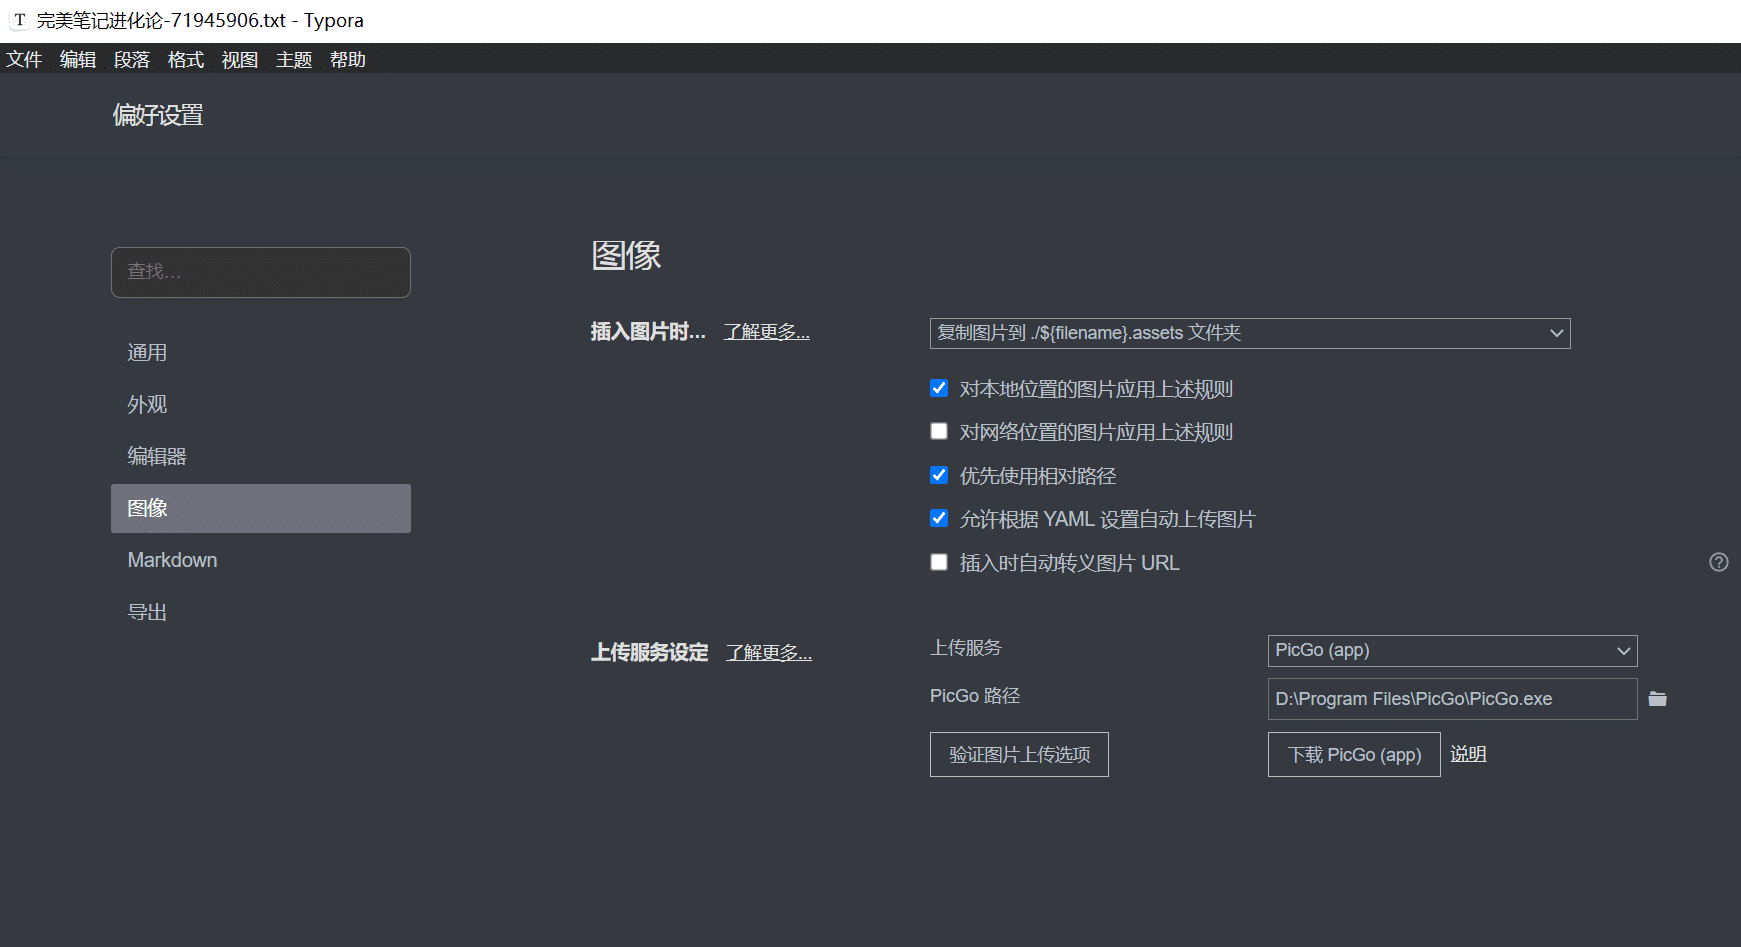 完美笔记进化论-71945906.txt - Typora
文件 编辑 段落 格式 视图 主题 帮助
偏好设置
查找...
通用
外观
编辑器
图像
Markdown
导出
图像
插入图片时... 了解更多...
复制图片到 ./${filename}.assets 文件夹
对本地位置的图片应用上述规则
对网络位置的图片应用上述规则
优先使用相对路径
允许根据 YAML 设置自动上传图片
插入时自动转义图片 URL
上传服务设定 了解更多...
上传服务 PicGo (app)
PicGo 路径 D:\Program Files\PicGo\PicGo.exe
验证图片上传选项 下载 PicGo (app) 说明